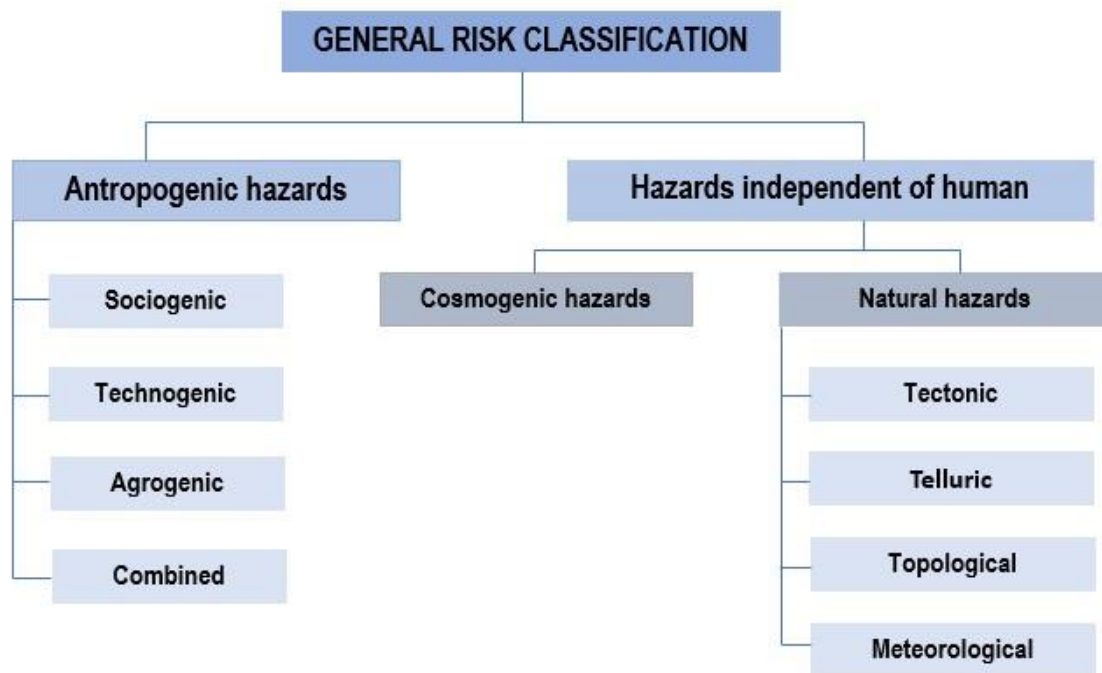 GENERAL RISK CLASSIFICATION
Antropogenic hazards
Hazards independent of human
Sociogenic
Technogenic
Agrogenic
Combined
Cosmogenic hazards
Natural hazards
Tectonic
Telluric
Topological
Meteorological